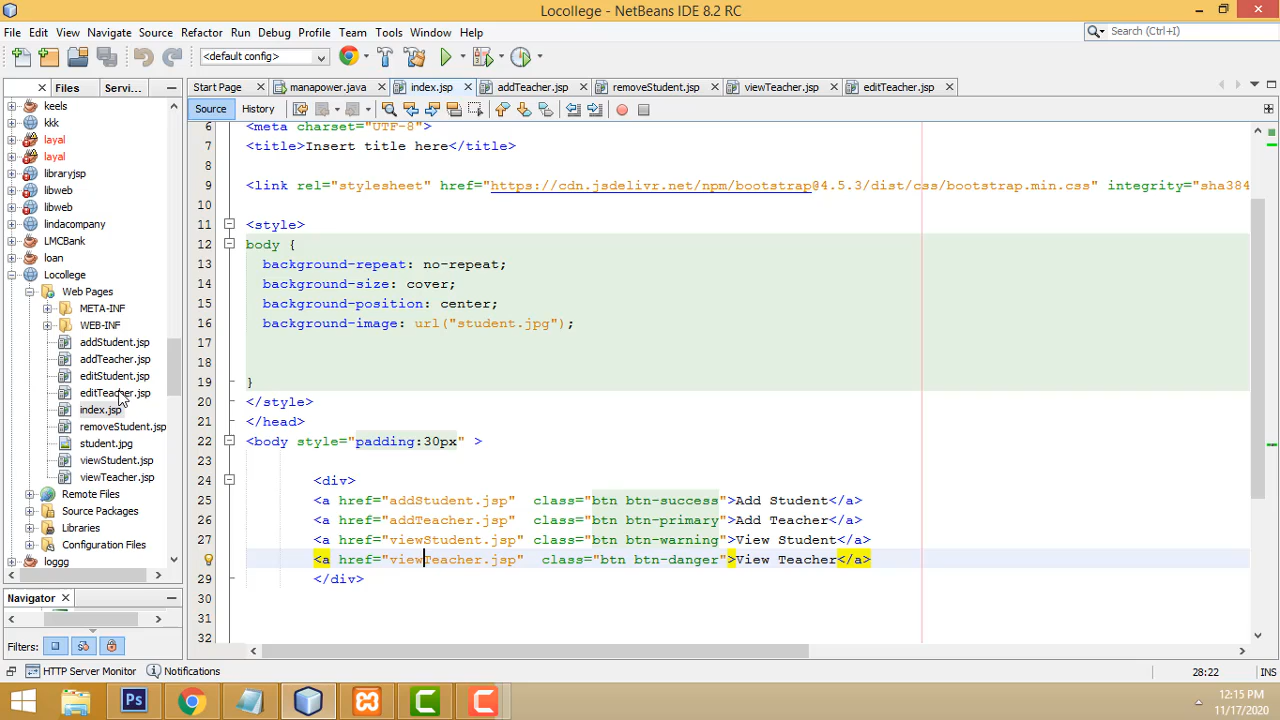 Locollege - NetBeans IDE 8.2 RC
File Edit View Navigate Source Refactor Run Debug Profile Team Tools Window Help
Search (Ctrl+I)
<default config>
Files Servi...
Start Page manapower.java index.jsp addTeacher.jsp removeStudent.jsp viewTeacher.jsp editTeacher.jsp
Source History
keels
kkk
layal
layal
libraryjsp
libweb
libweb
lindacompany
LMCBank
loan
Locollege
Web Pages
META-INF
WEB-INF
addStudent.jsp
addTeacher.jsp
editStudent.jsp
editTeacher.jsp
index.jsp
removeStudent.jsp
student.jpg
viewStudent.jsp
viewTeacher.jsp
Remote Files
Source Packages
Libraries
Configuration Files
loggg
Navigator
Filters:
6 <meta charset="UTF-8">
7 <title>Insert title here</title>
8
9 <link rel="stylesheet" href="https://cdn.jsdelivr.net/npm/bootstrap@4.5.3/dist/css/bootstrap.min.css" integrity="sha384
10
11 <style>
12 body {
13 background-repeat: no-repeat;
14 background-size: cover;
15 background-position: center;
16 background-image: url("student.jpg");
17
18
19 }
20 </style>
21 </head>
22 <body style="padding:30px" >
23
24 <div>
25 <a href="addStudent.jsp" class="btn btn-success">Add Student</a>
26 <a href="addTeacher.jsp" class="btn btn-primary">Add Teacher</a>
27 <a href="viewStudent.jsp" class="btn btn-warning">View Student</a>
<a href="viewTeacher.jsp" class="btn btn-danger">View Teacher</a>
29 </div>
30
31
32
HTTP Server Monitor Notifications
28:22 INS
Ps
12:15 PM
11/17/2020